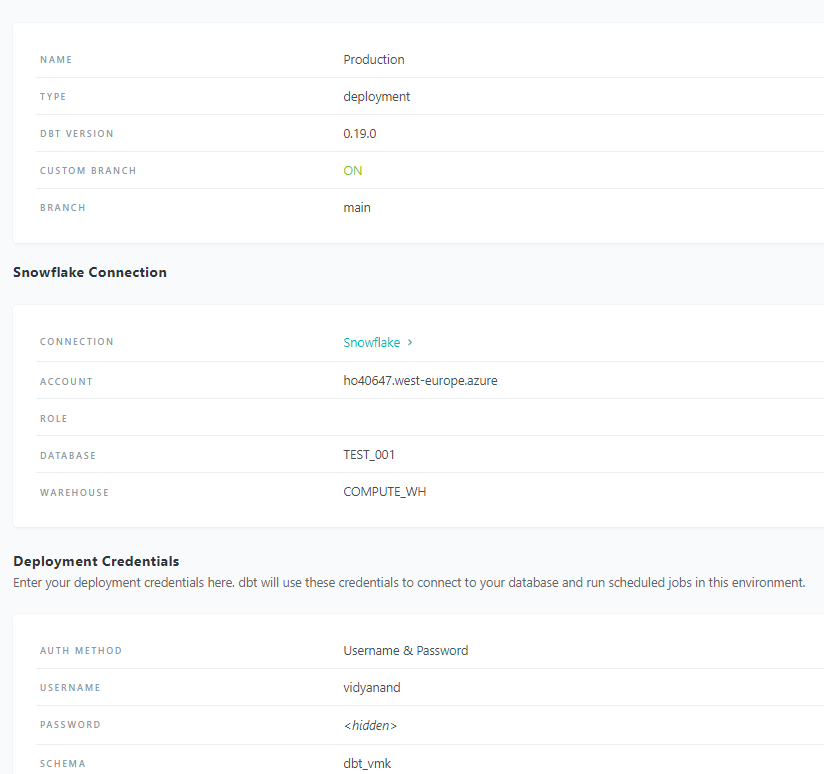 NAME Production
TYPE deployment
DBT VERSION 0.19.0
CUSTOM BRANCH ON
BRANCH main
Snowflake Connection
CONNECTION Snowflake >
ACCOUNT ho40647.west-europe.azure
ROLE
DATABASE TEST_001
WAREHOUSE COMPUTE_WH
Deployment Credentials
Enter your deployment credentials here. dbt will use these credentials to connect to your database and run scheduled jobs in this environment.
AUTH METHOD Username & Password
USERNAME vidyanand
PASSWORD <hidden>
SCHEMA dbt_vmk